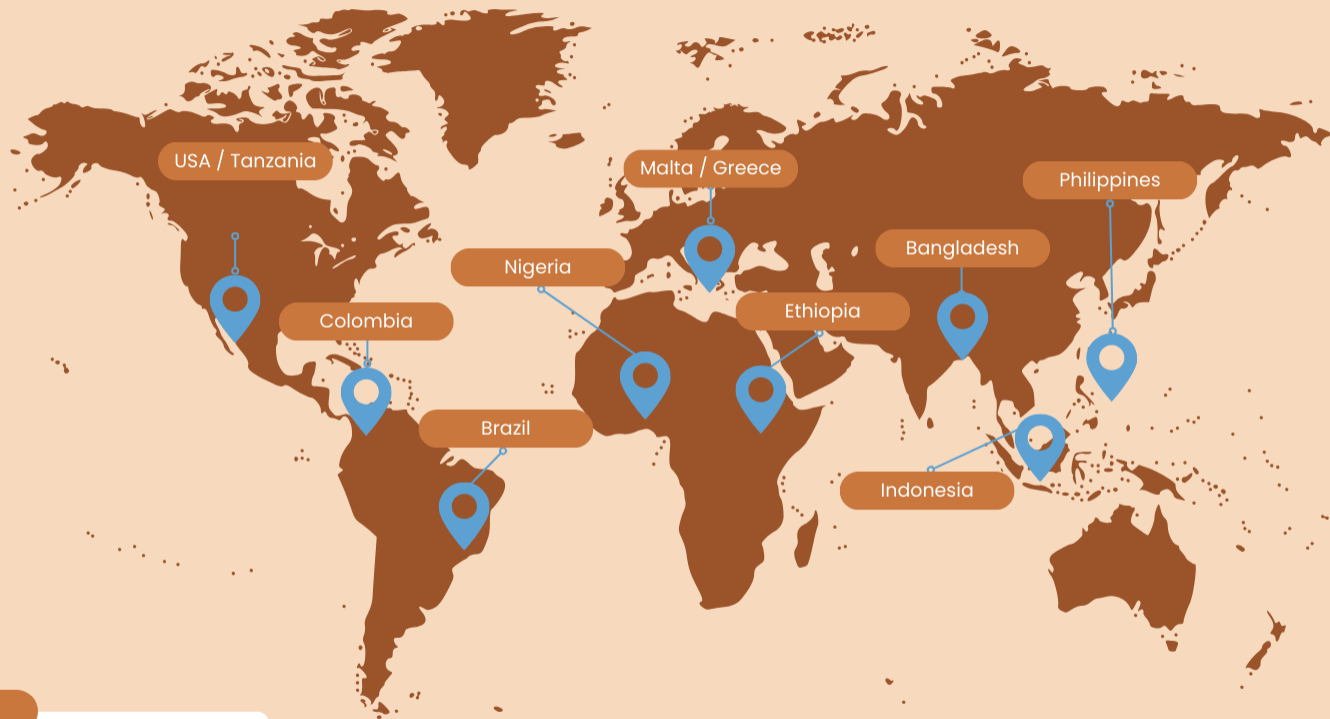 USA / Tanzania
Malta / Greece
Philippines
Bangladesh
Nigeria
Ethiopia
Colombia
Brazil
Indonesia